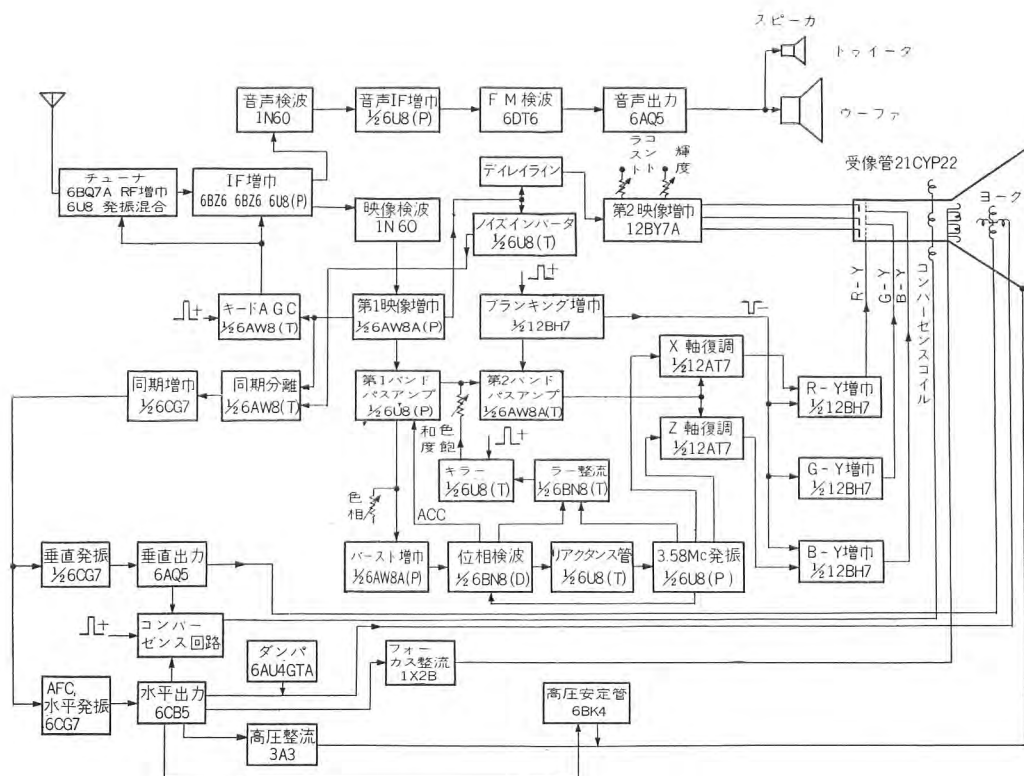 スピーカ
トゥイータ
ウーファ
音声検波
1N60
音声IF増巾
½6U8(P)
FM検波
6DT6
音声出力
6AQ5
チューナ
6BQ7A RF増巾
6U8 発振混合
IF増巾
6BZ6 6BZ6 6U8(P)
映像検波
1N60
デイレイライン
ノイズインバータ
½6U8(T)
コント
ラスト
輝度
第2映像増巾
12BY7A
受像管21CYP22
ヨーク
R-Y
G-Y
B-Y
コンバーゼンスコイル
キードAGC
½6AW8(T)
第1映像増巾
½6AW8A(P)
ブランキング増巾
½12BH7
同期増巾
½6CG7
同期分離
½6AW8(T)
第1バンド
パスアンプ
½6U8(P)
第2バンド
パスアンプ
½6AW8A(T)
X軸復調
½12AT7
Z軸復調
½12AT7
R-Y増巾
½12BH7
G-Y増巾
½12BH7
B-Y増巾
½12BH7
色飽
和度
キラー
½6U8(T)
ラー整流
½6BN8(T)
色相
ACC
バースト増巾
½6AW8A(P)
位相検波
½6BN8(D)
リアクタンス管
½6U8(T)
3.58Mc発振
½6U8(P)
垂直発振
½6CG7
垂直出力
6AQ5
コンバー
ゼンス回路
ダンパ
6AU4GTA
フォー
カス整流
1X2B
AFC,
水平発振
6CG7
水平出力
6CB5
高圧整流
3A3
高圧安定管
6BK4